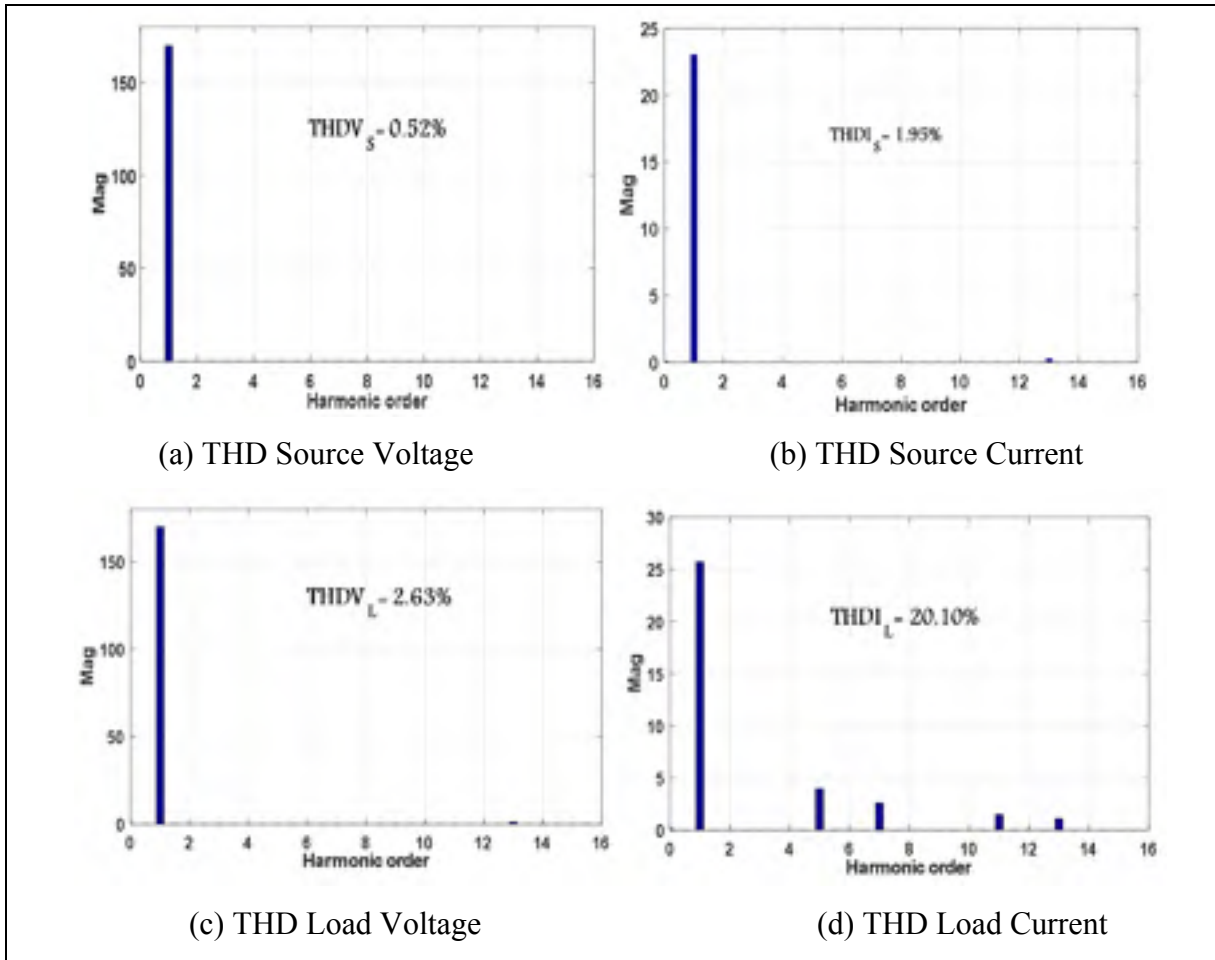 150
100
50
0
Mag
THDV_S = 0.52%
0 2 4 6 8 10 12 14 16
Harmonic order
(a) THD Source Voltage
25
20
15
10
5
0
Mag
THDI_S = 1.95%
0 2 4 6 8 10 12 14 16
Harmonic order
(b) THD Source Current
150
100
50
0
Mag
THDV_L = 2.63%
0 2 4 6 8 10 12 14 16
Harmonic order
(c) THD Load Voltage
30
25
20
15
10
5
0
Mag
THDI_L = 20.10%
0 2 4 6 8 10 12 14 16
Harmonic order
(d) THD Load Current